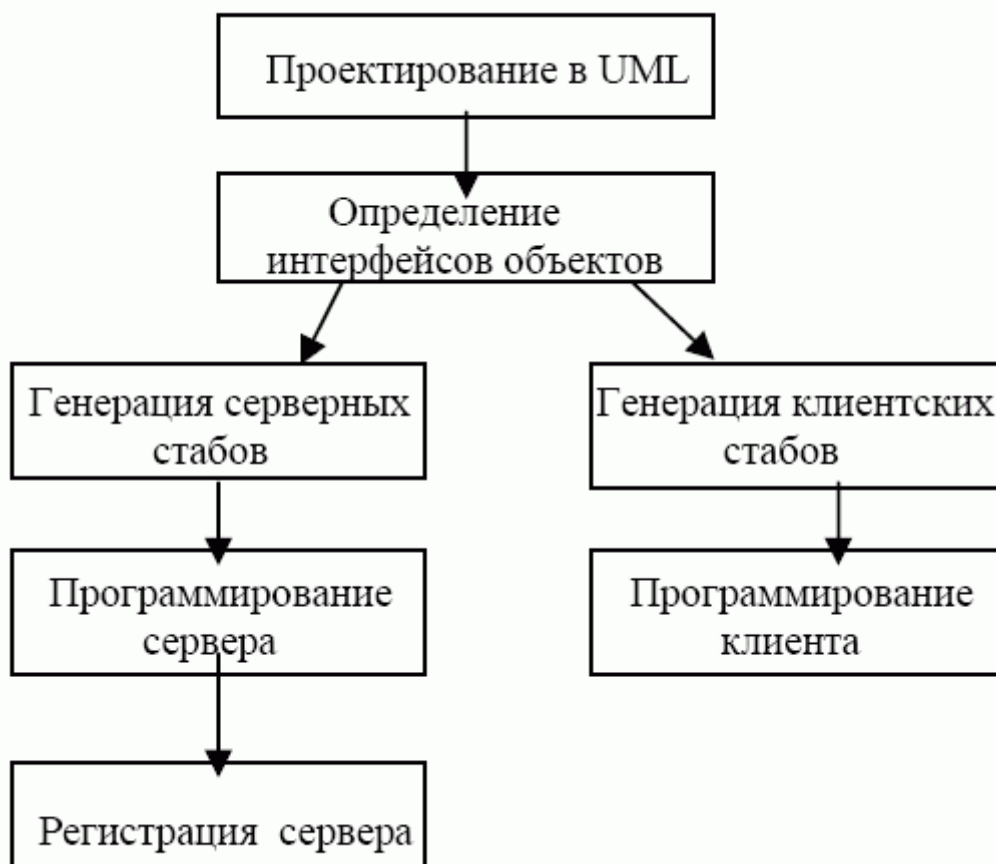 Проектирование в UML
Определение
интерфейсов объектов
Генерация серверных
стабов
Генерация клиентских
стабов
Программирование
сервера
Программирование
клиента
Регистрация сервера